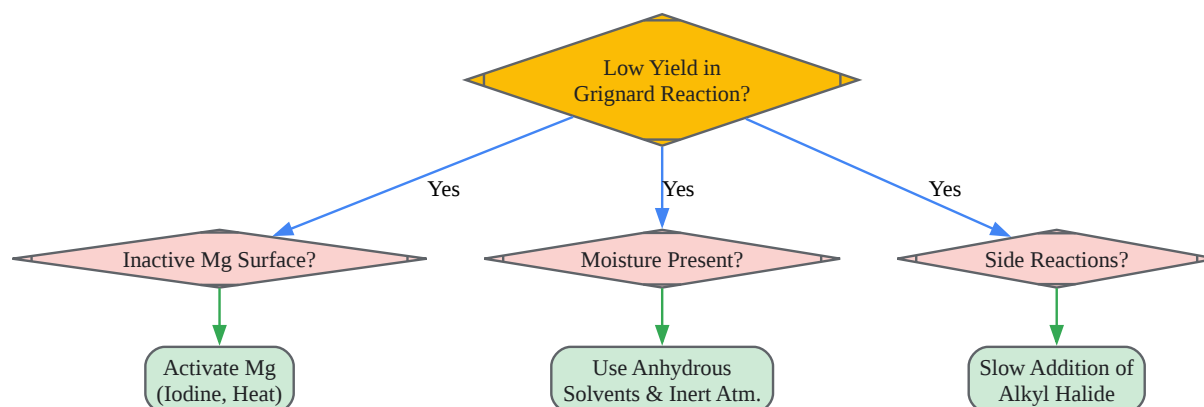 Low Yield in
Grignard Reaction?
Yes
Yes
Yes
Inactive Mg Surface?
Moisture Present?
Side Reactions?
Activate Mg
(Iodine, Heat)
Use Anhydrous
Solvents & Inert Atm.
Slow Addition of
Alkyl Halide